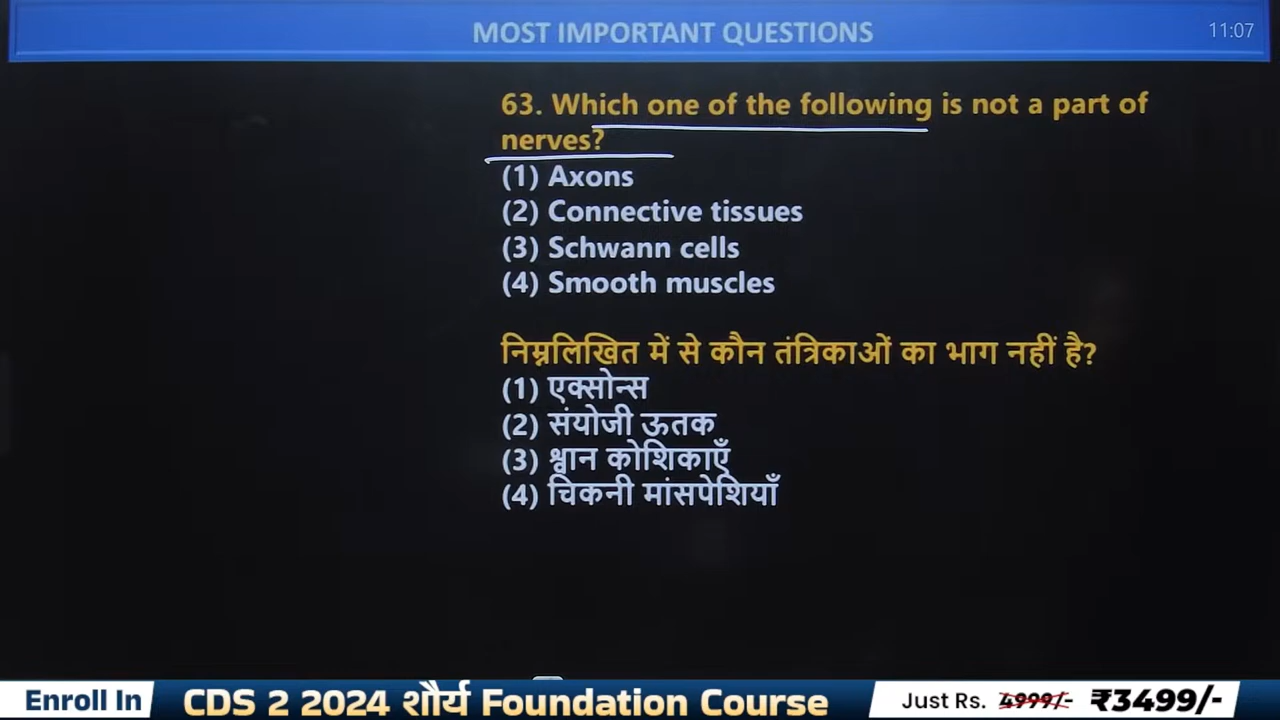 MOST IMPORTANT QUESTIONS
11:07
63. Which one of the following is not a part of
nerves?
(1) Axons
(2) Connective tissues
(3) Schwann cells
(4) Smooth muscles
निम्नलिखित में से कौन तंत्रिकाओं का भाग नहीं है?
(1) एक्सोन्स
(2) संयोजी ऊतक
(3) श्वान कोशिकाएँ
(4) चिकनी मांसपेशियाँ
Enroll In CDS 2 2024 शौर्य Foundation Course Just Rs. 4999/- ₹3499/-